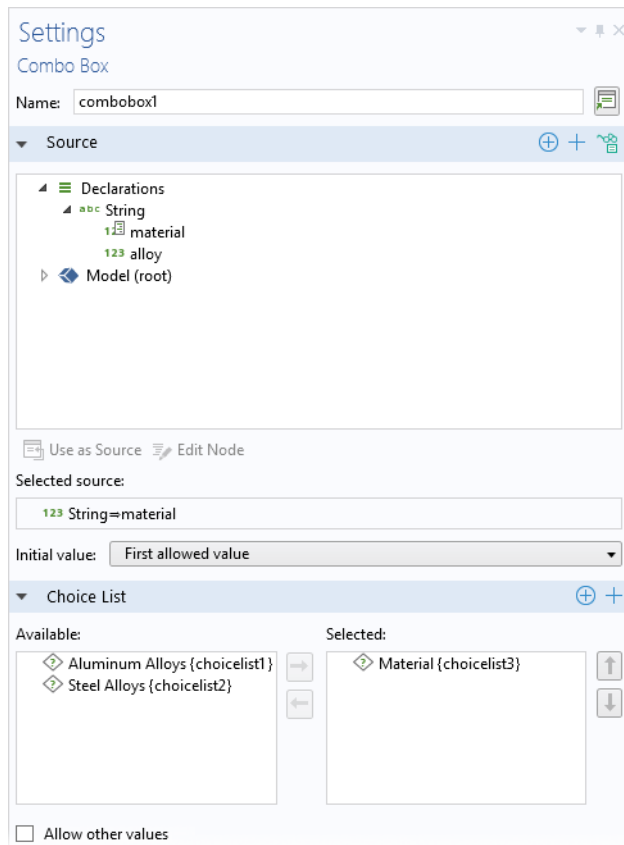 Settings
Combo Box
Name: combobox1
Source
Declarations
abc String
material
123 alloy
Model (root)
Use as Source Edit Node
Selected source:
123 String⇒material
Initial value: First allowed value
Choice List
Available: Selected:
Aluminum Alloys {choicelist1} Material {choicelist3}
Steel Alloys {choicelist2}
Allow other values